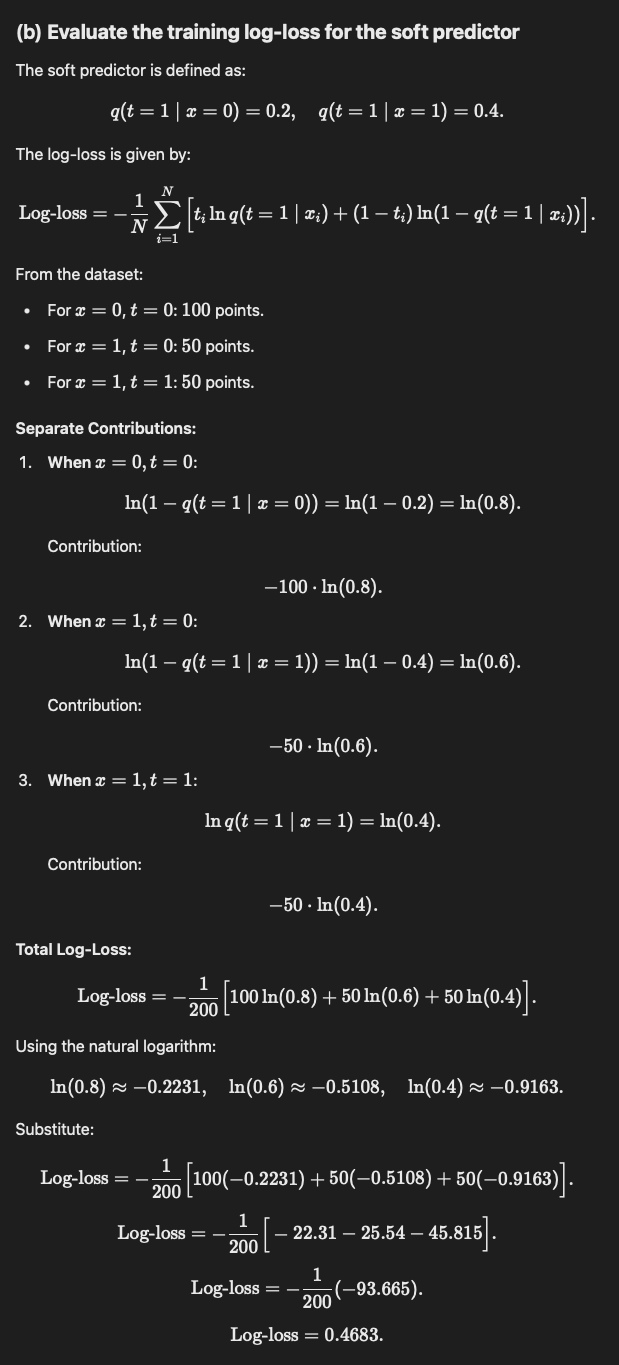 (b) Evaluate the training log-loss for the soft predictor
The soft predictor is defined as:
q(t = 1 | x = 0) = 0.2, q(t = 1 | x = 1) = 0.4.
The log-loss is given by:
Log-loss = −\frac{1}{N} \sum_{i=1}^{N} [t_i ln q(t = 1 | x_i) + (1 − t_i) ln(1 − q(t = 1 | x_i))].
From the dataset:
• For x = 0, t = 0: 100 points.
• For x = 1, t = 0: 50 points.
• For x = 1, t = 1: 50 points.
Separate Contributions:
1. When x = 0, t = 0:
ln(1 − q(t = 1 | x = 0)) = ln(1 − 0.2) = ln(0.8).
Contribution:
−100 · ln(0.8).
2. When x = 1, t = 0:
ln(1 − q(t = 1 | x = 1)) = ln(1 − 0.4) = ln(0.6).
Contribution:
−50 · ln(0.6).
3. When x = 1, t = 1:
ln q(t = 1 | x = 1) = ln(0.4).
Contribution:
−50 · ln(0.4).
Total Log-Loss:
Log-loss = −\frac{1}{200} [100 ln(0.8) + 50 ln(0.6) + 50 ln(0.4)].
Using the natural logarithm:
ln(0.8) ≈ −0.2231, ln(0.6) ≈ −0.5108, ln(0.4) ≈ −0.9163.
Substitute:
Log-loss = −\frac{1}{200} [100(−0.2231) + 50(−0.5108) + 50(−0.9163)].
Log-loss = −\frac{1}{200} [ − 22.31 − 25.54 − 45.815].
Log-loss = −\frac{1}{200} (−93.665).
Log-loss = 0.4683.